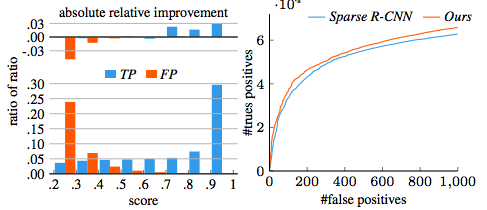 absolute relative improvement
.03
.00
-.03
ratio of ratio
.30
.25
.20
.15
.10
.05
.00
TP FP
.2 .3 .4 .5 .6 .7 .8 .9 1
score
Sparse R-CNN Ours
#trues positives
6
4
2
0
0 200 400 600 800 1,000
#false positives